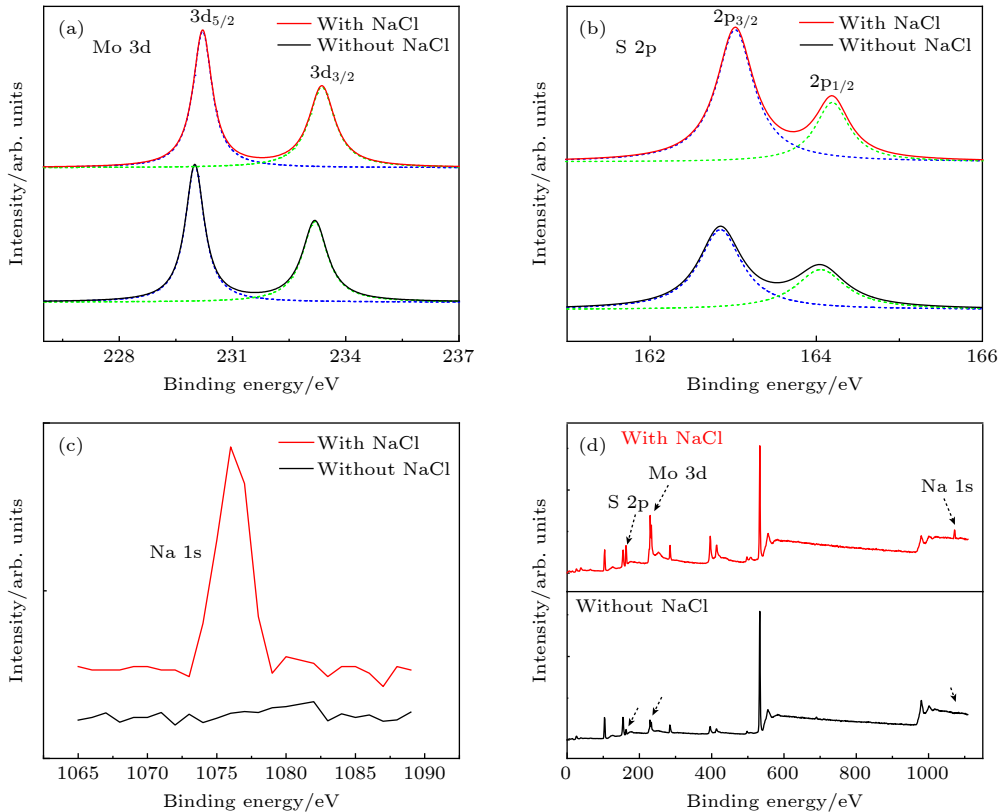 (a)
Mo 3d
3d5/2
3d3/2
With NaCl
Without NaCl
Intensity/arb. units
228 231 234 237
Binding energy/eV
(b)
S 2p
2p3/2
2p1/2
With NaCl
Without NaCl
Intensity/arb. units
162 164 166
Binding energy/eV
(c)
With NaCl
Without NaCl
Na 1s
Intensity/arb. units
1065 1070 1075 1080 1085 1090
Binding energy/eV
(d)
With NaCl
Mo 3d
S 2p
Na 1s
Without NaCl
Intensity/arb. units
0 200 400 600 800 1000
Binding energy/eV